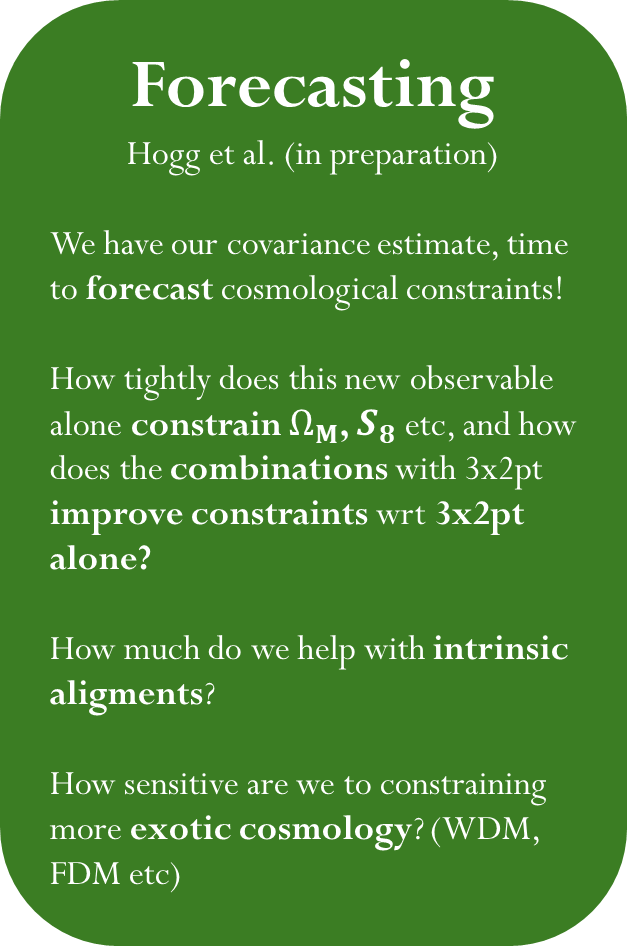 Forecasting
Hogg et al. (in preparation)
We have our covariance estimate, time
to forecast cosmological constraints!
How tightly does this new observable
alone constrain Ω_M, S_8 etc, and how
does the combinations with 3x2pt
improve constraints wrt 3x2pt
alone?
How much do we help with intrinsic
aligments?
How sensitive are we to constraining
more exotic cosmology? (WDM,
FDM etc)